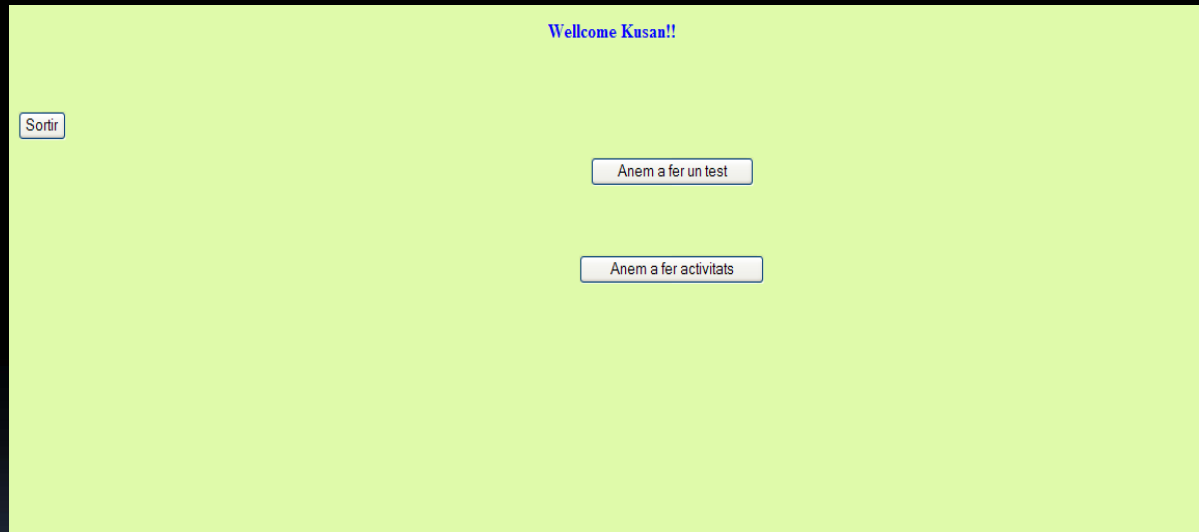 Wellcome Kusan!!
Sortir
Anem a fer un test
Anem a fer activitats